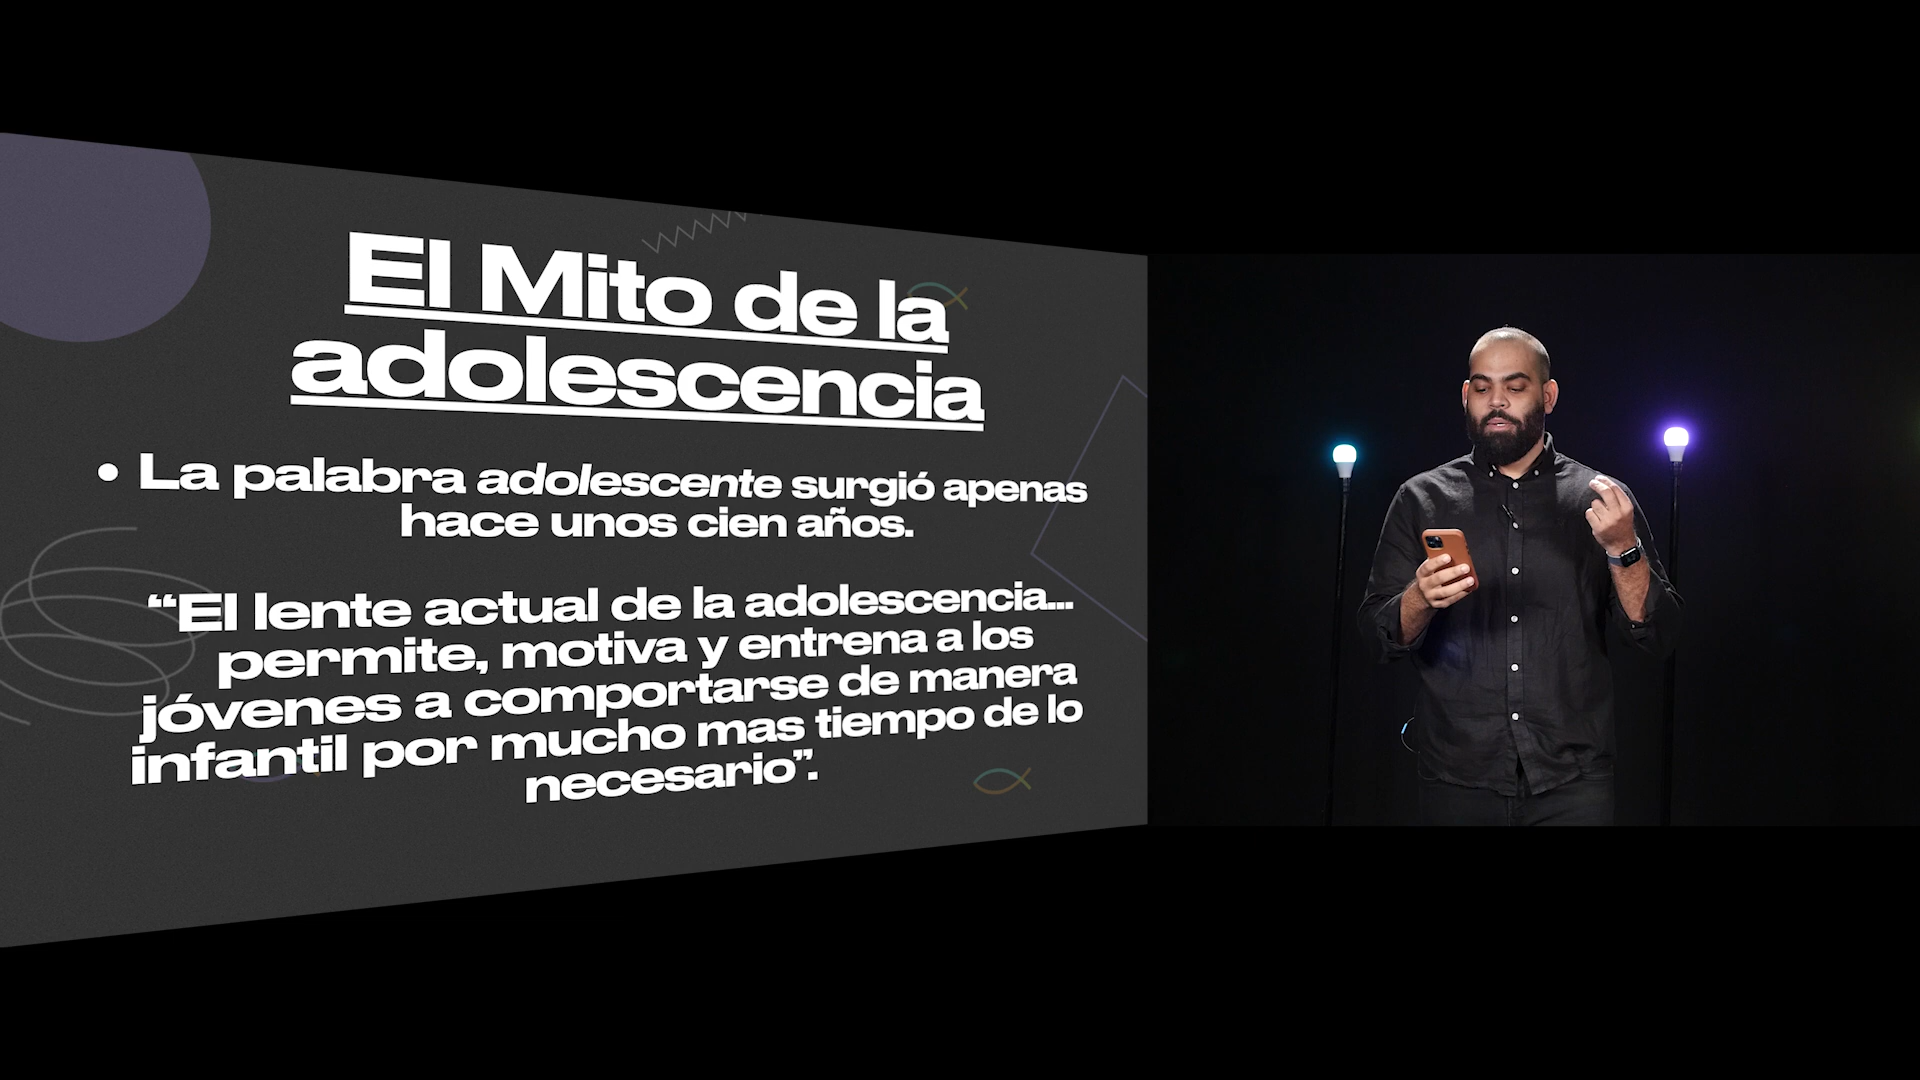 El Mito de la
adolescencia
• La palabra adolescente surgió apenas
hace unos cien años.
“El lente actual de la adolescencia...
permite, motiva y entrena a los
jóvenes a comportarse de manera
infantil por mucho mas tiempo de lo
necesario”.